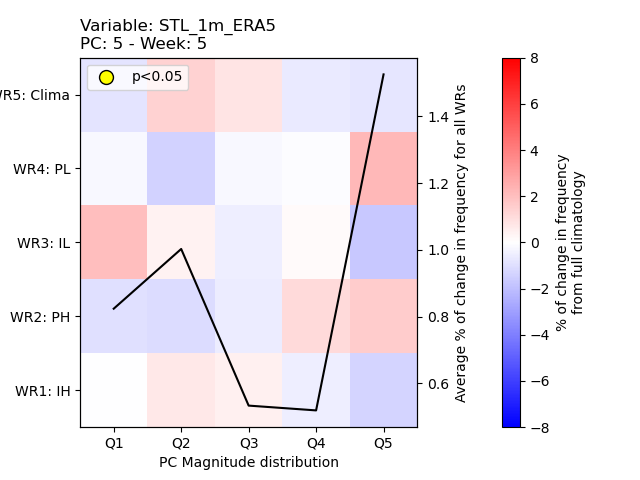 Variable: STL_1m_ERA5
PC: 5 - Week: 5
p<0.05
WR5: Clima
WR4: PL
WR3: IL
WR2: PH
WR1: IH
Q1 Q2 Q3 Q4 Q5
PC Magnitude distribution
1.4
1.2
1.0
0.8
0.6
Average % of change in frequency for all WRs
8
6
4
2
0
−2
−4
−6
−8
% of change in frequency
from full climatology